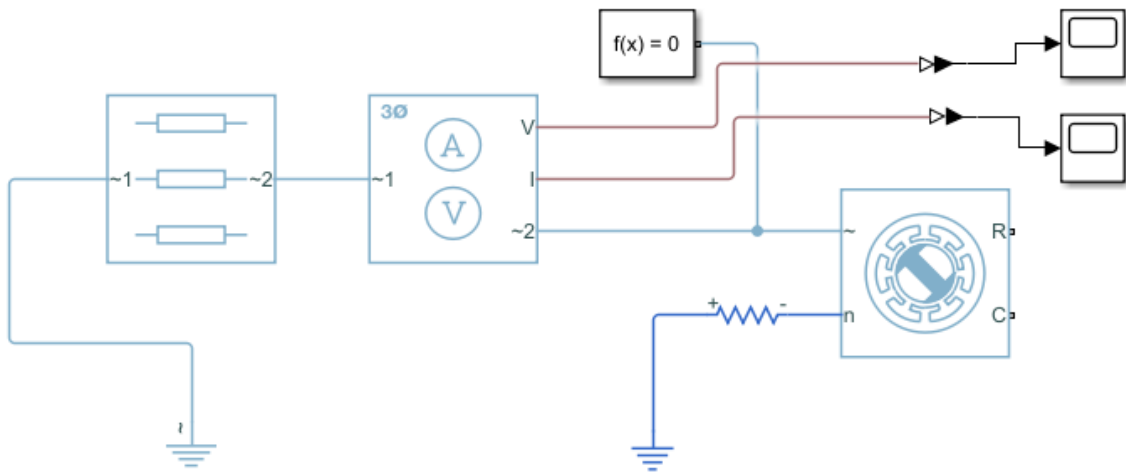 f(x) = 0
3Ø
A
V
V
I
~1
~2
~1
~2
~
R
+
-
n
C
~